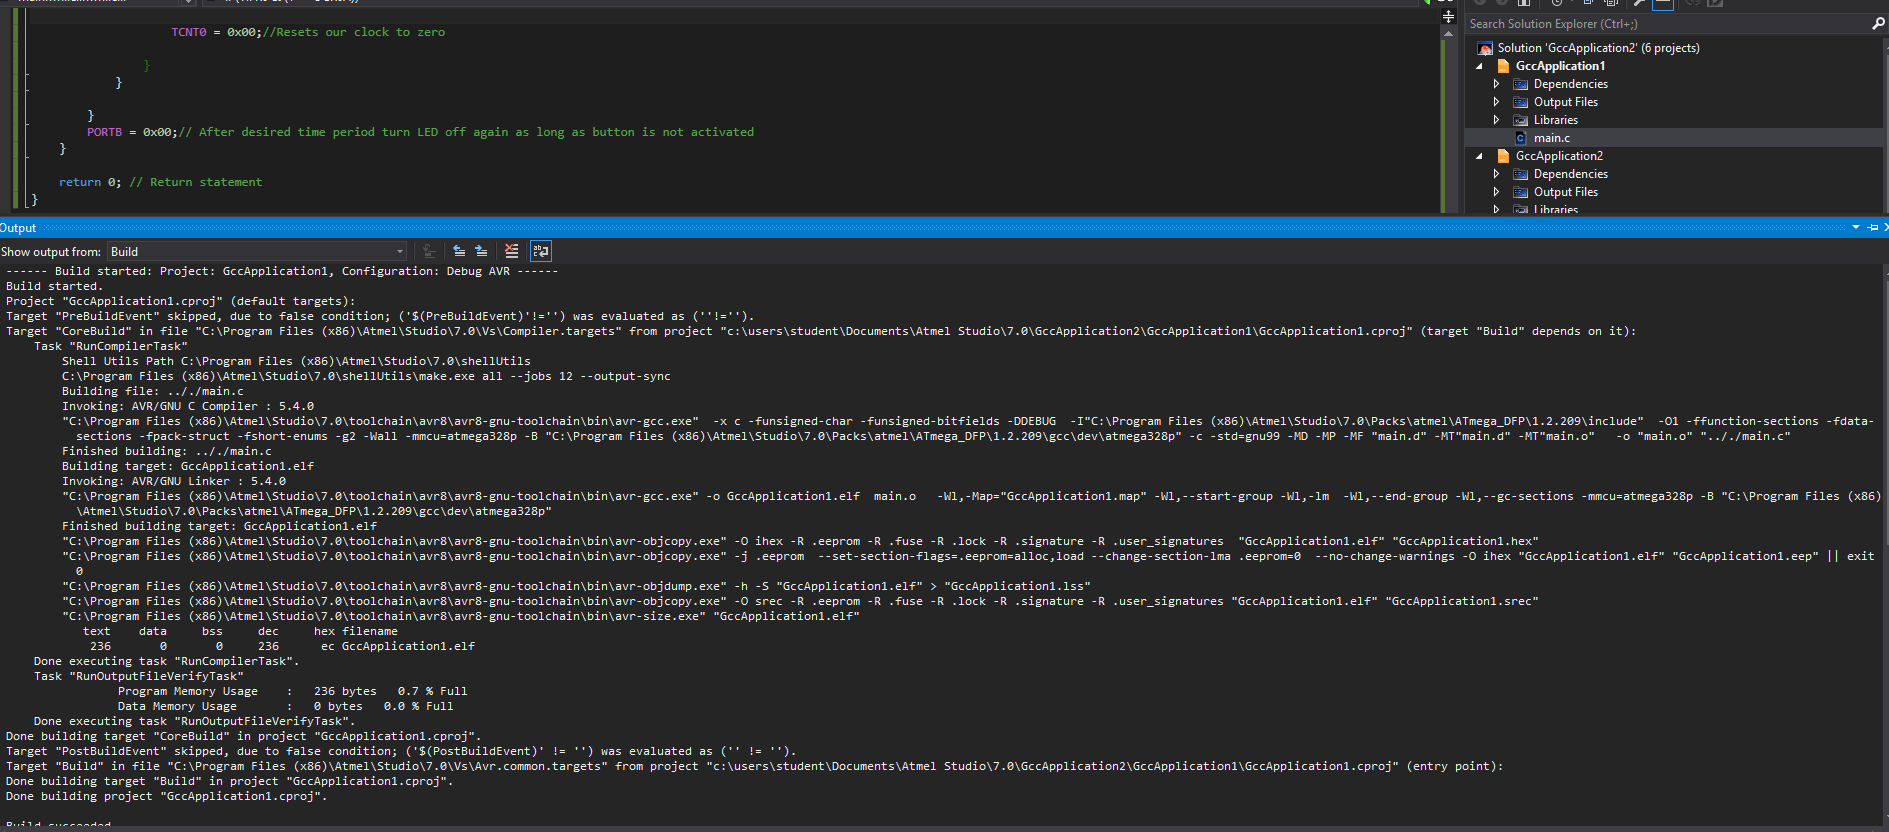 TCNT0 = 0x00;//Resets our clock to zero
}
}
}
PORTB = 0x00;// After desired time period turn LED off again as long as button is not activated
}
return 0; // Return statement
}
Search Solution Explorer (Ctrl+;)
Solution 'GccApplication2' (6 projects)
GccApplication1
Dependencies
Output Files
Libraries
main.c
GccApplication2
Dependencies
Output Files
Libraries
Output
Show output from: Build
------ Build started: Project: GccApplication1, Configuration: Debug AVR ------
Build started.
Project "GccApplication1.cproj" (default targets):
Target "PreBuildEvent" skipped, due to false condition; ('$(PreBuildEvent)'!='') was evaluated as (''!='').
Target "CoreBuild" in file "C:\Program Files (x86)\Atmel\Studio\7.0\Vs\Compiler.targets" from project "c:\users\student\Documents\Atmel Studio\7.0\GccApplication2\GccApplication1\GccApplication1.cproj" (target "Build" depends on it):
Task "RunCompilerTask"
Shell Utils Path C:\Program Files (x86)\Atmel\Studio\7.0\shellUtils
C:\Program Files (x86)\Atmel\Studio\7.0\shellUtils\make.exe all --jobs 12 --output-sync
Building file: .././main.c
Invoking: AVR/GNU C Compiler : 5.4.0
"C:\Program Files (x86)\Atmel\Studio\7.0\toolchain\avr8\avr8-gnu-toolchain\bin\avr-gcc.exe"  -x c -funsigned-char -funsigned-bitfields -DDEBUG  -I"C:\Program Files (x86)\Atmel\Studio\7.0\Packs\atmel\ATmega_DFP\1.2.209\include"  -O1 -ffunction-sections -fdata-
sections -fpack-struct -fshort-enums -g2 -Wall -mmcu=atmega328p -B "C:\Program Files (x86)\Atmel\Studio\7.0\Packs\atmel\ATmega_DFP\1.2.209\gcc\dev\atmega328p" -c -std=gnu99 -MD -MP -MF "main.d" -MT"main.d" -MT"main.o"   -o "main.o" ".././main.c"
Finished building: .././main.c
Building target: GccApplication1.elf
Invoking: AVR/GNU Linker : 5.4.0
"C:\Program Files (x86)\Atmel\Studio\7.0\toolchain\avr8\avr8-gnu-toolchain\bin\avr-gcc.exe" -o GccApplication1.elf  main.o   -Wl,-Map="GccApplication1.map" -Wl,--start-group -Wl,-lm  -Wl,--end-group -Wl,--gc-sections -mmcu=atmega328p -B "C:\Program Files (x86)
\Atmel\Studio\7.0\Packs\atmel\ATmega_DFP\1.2.209\gcc\dev\atmega328p"
Finished building target: GccApplication1.elf
"C:\Program Files (x86)\Atmel\Studio\7.0\toolchain\avr8\avr8-gnu-toolchain\bin\avr-objcopy.exe" -O ihex -R .eeprom -R .fuse -R .lock -R .signature -R .user_signatures  "GccApplication1.elf" "GccApplication1.hex"
"C:\Program Files (x86)\Atmel\Studio\7.0\toolchain\avr8\avr8-gnu-toolchain\bin\avr-objcopy.exe" -j .eeprom  --set-section-flags=.eeprom=alloc,load --change-section-lma .eeprom=0  --no-change-warnings -O ihex "GccApplication1.elf" "GccApplication1.eep" || exit
0
"C:\Program Files (x86)\Atmel\Studio\7.0\toolchain\avr8\avr8-gnu-toolchain\bin\avr-objdump.exe" -h -S "GccApplication1.elf" > "GccApplication1.lss"
"C:\Program Files (x86)\Atmel\Studio\7.0\toolchain\avr8\avr8-gnu-toolchain\bin\avr-objcopy.exe" -O srec -R .eeprom -R .fuse -R .lock -R .signature -R .user_signatures "GccApplication1.elf" "GccApplication1.srec"
"C:\Program Files (x86)\Atmel\Studio\7.0\toolchain\avr8\avr8-gnu-toolchain\bin\avr-size.exe" "GccApplication1.elf"
text    data     bss     dec      hex filename
236       0       0     236       ec GccApplication1.elf
Done executing task "RunCompilerTask".
Task "RunOutputFileVerifyTask"
Program Memory Usage    :   236 bytes   0.7 % Full
Data Memory Usage       :   0 bytes   0.0 % Full
Done executing task "RunOutputFileVerifyTask".
Done building target "CoreBuild" in project "GccApplication1.cproj".
Target "PostBuildEvent" skipped, due to false condition; ('$(PostBuildEvent)' != '') was evaluated as ('' != '').
Target "Build" in file "C:\Program Files (x86)\Atmel\Studio\7.0\Vs\Avr.common.targets" from project "c:\users\student\Documents\Atmel Studio\7.0\GccApplication2\GccApplication1\GccApplication1.cproj" (entry point):
Done building target "Build" in project "GccApplication1.cproj".
Done building project "GccApplication1.cproj".
Build succeeded.